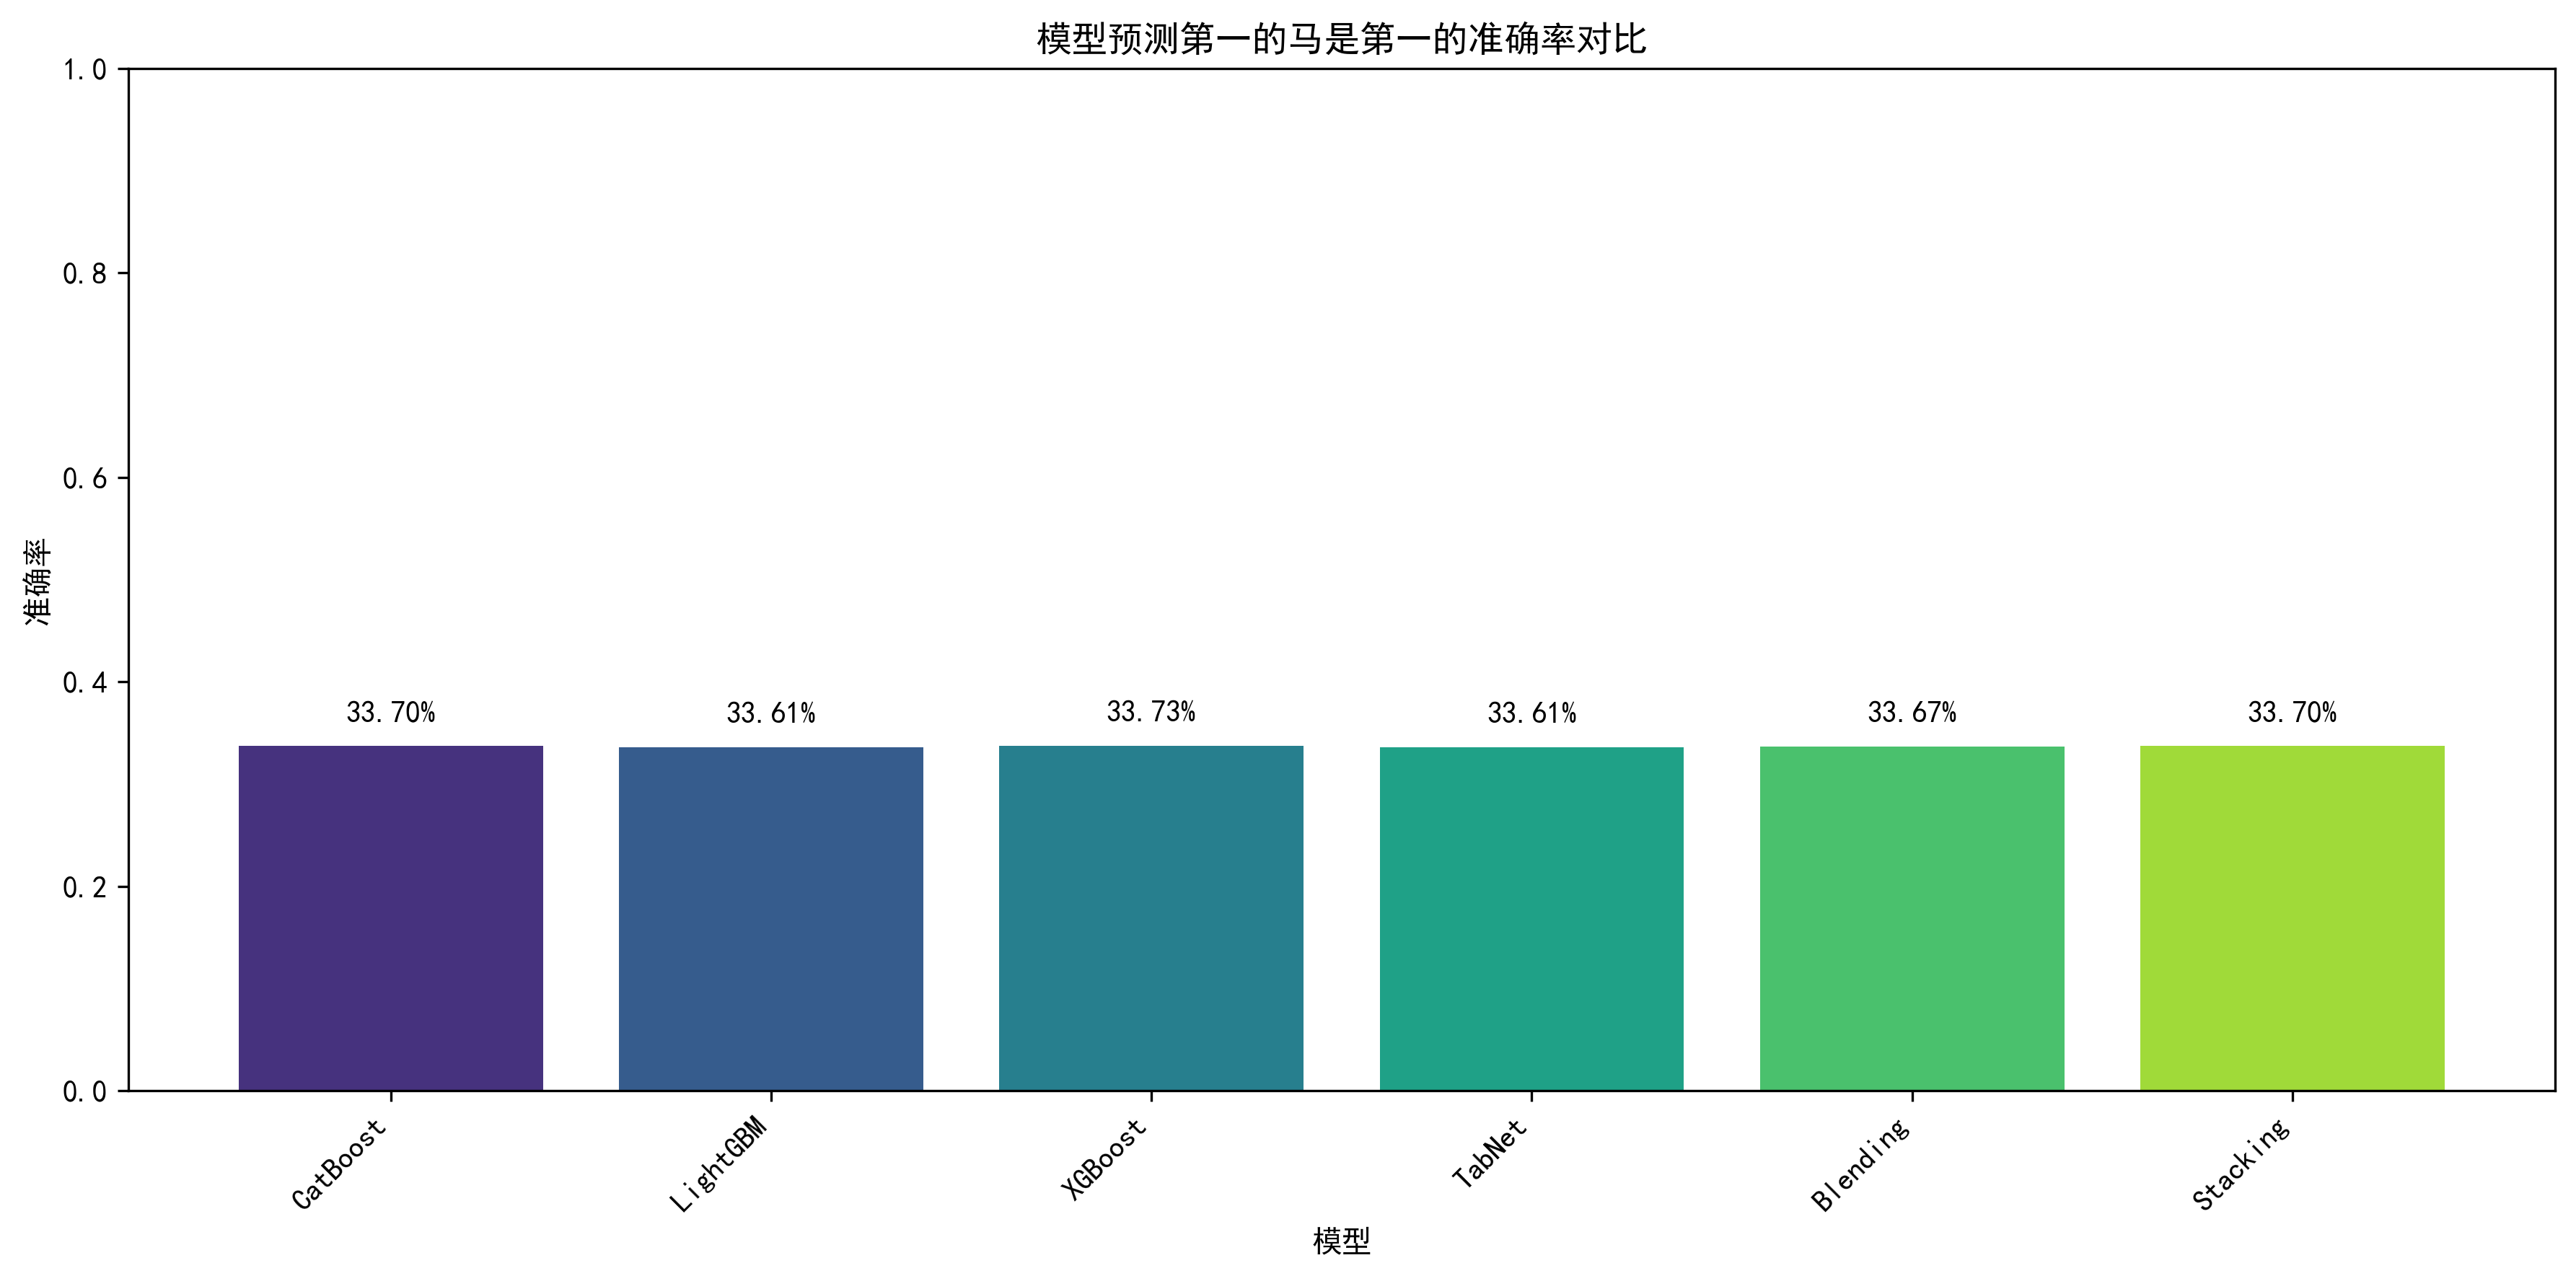 模型预测第一的马是第一的准确率对比
1.0
0.8
0.6
0.4
0.2
0.0
准确率
33.70%
33.61%
33.73%
33.61%
33.67%
33.70%
CatBoost
LightGBM
XGBoost
TabNet
Blending
Stacking
模型